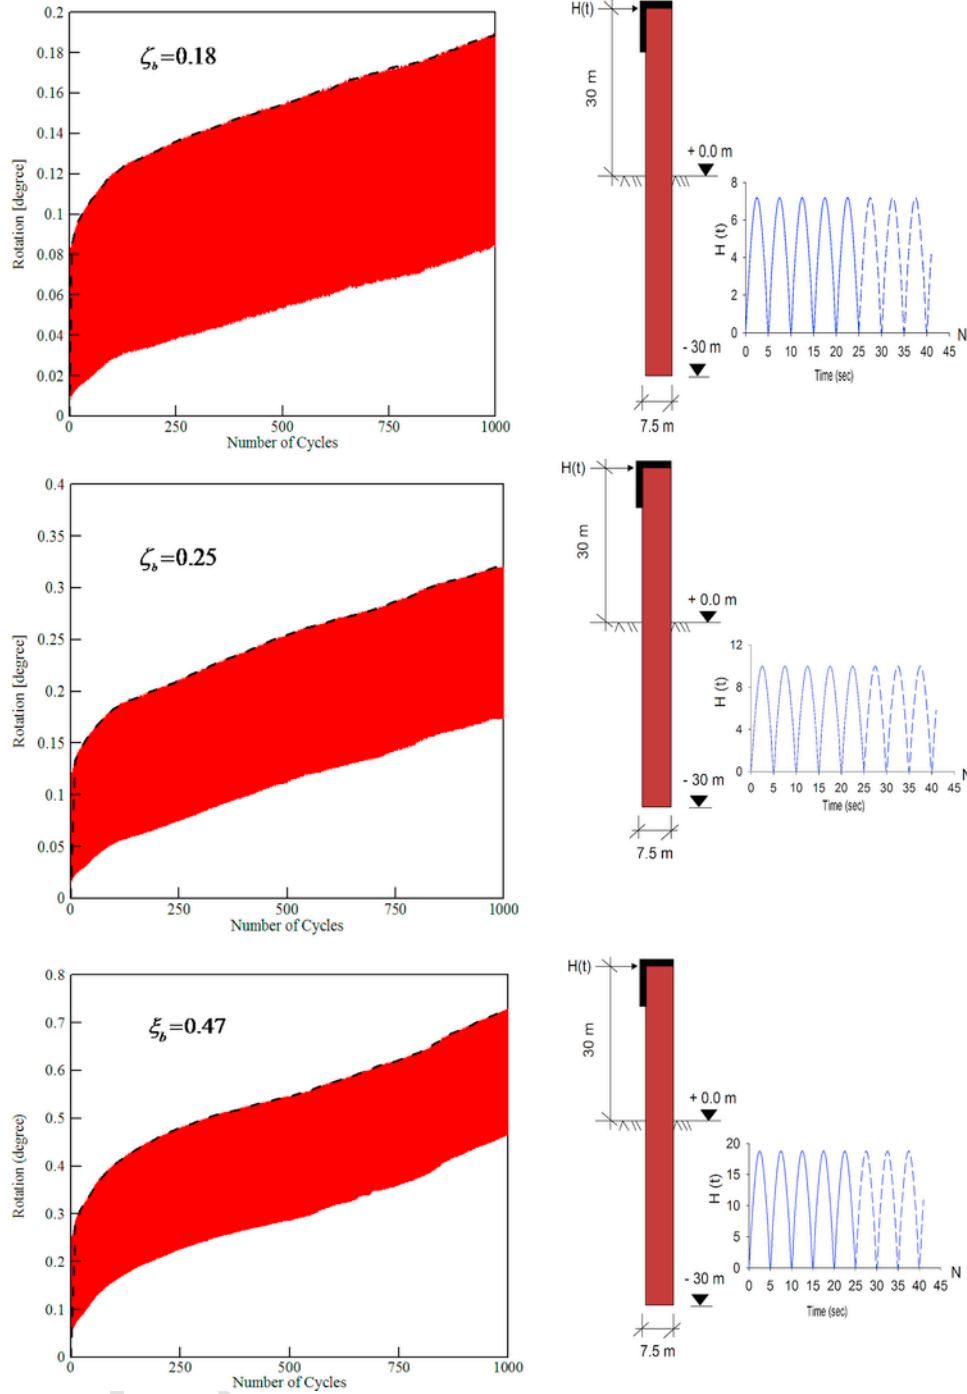 ζb=0.18
Rotation [degree]
0.2
0.18
0.16
0.14
0.12
0.1
0.08
0.06
0.04
0.02
0
0 250 500 750 1000
Number of Cycles
H(t)
30 m
+ 0.0 m
- 30 m
7.5 m
H (t)
8
6
4
2
0
0 5 10 15 20 25 30 35 40 45 N
Time (sec)
ζb=0.25
Rotation [degree]
0.4
0.35
0.3
0.25
0.2
0.15
0.1
0.05
0
0 250 500 750 1000
Number of Cycles
H(t)
30 m
+ 0.0 m
- 30 m
7.5 m
H (t)
12
8
4
0
0 5 10 15 20 25 30 35 40 45 N
Time (sec)
ξb=0.47
Rotation (degree)
0.8
0.7
0.6
0.5
0.4
0.3
0.2
0.1
0
0 250 500 750 1000
Number of Cycles
H(t)
30 m
+ 0.0 m
- 30 m
7.5 m
H (t)
20
15
10
5
0
0 5 10 15 20 25 30 35 40 45 N
Time (sec)